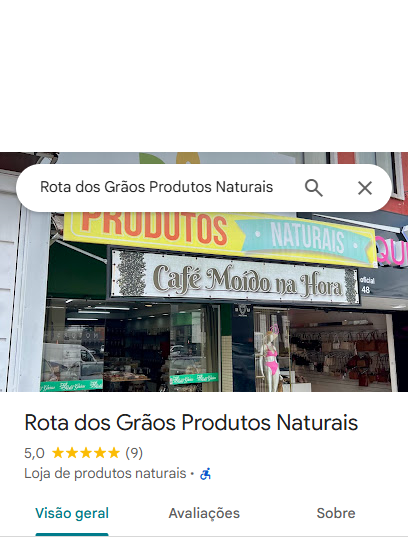 Rota dos Grãos Produtos Naturais
PRODUTOS
NATURAIS
Café Moído na Hora
oficial
48
Rota dos Grãos Produtos Naturais
5,0 (9)
Loja de produtos naturais ·
Visão geral
Avaliações
Sobre